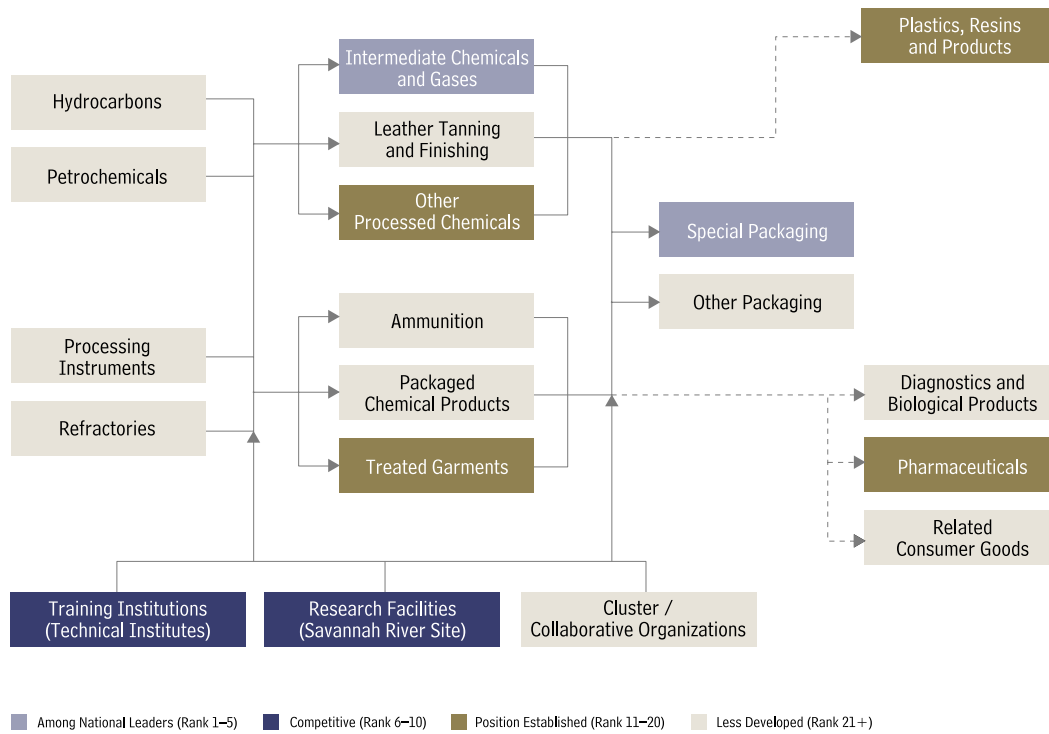 Plastics, Resins
and Products
Intermediate Chemicals
and Gases
Hydrocarbons
Leather Tanning
and Finishing
Petrochemicals
Other
Processed Chemicals
Special Packaging
Other Packaging
Ammunition
Processing
Instruments
Packaged
Chemical Products
Diagnostics and
Biological Products
Refractories
Treated Garments
Pharmaceuticals
Related
Consumer Goods
Training Institutions
(Technical Institutes)
Research Facilities
(Savannah River Site)
Cluster /
Collaborative Organizations
Among National Leaders (Rank 1–5)
Competitive (Rank 6–10)
Position Established (Rank 11–20)
Less Developed (Rank 21+)